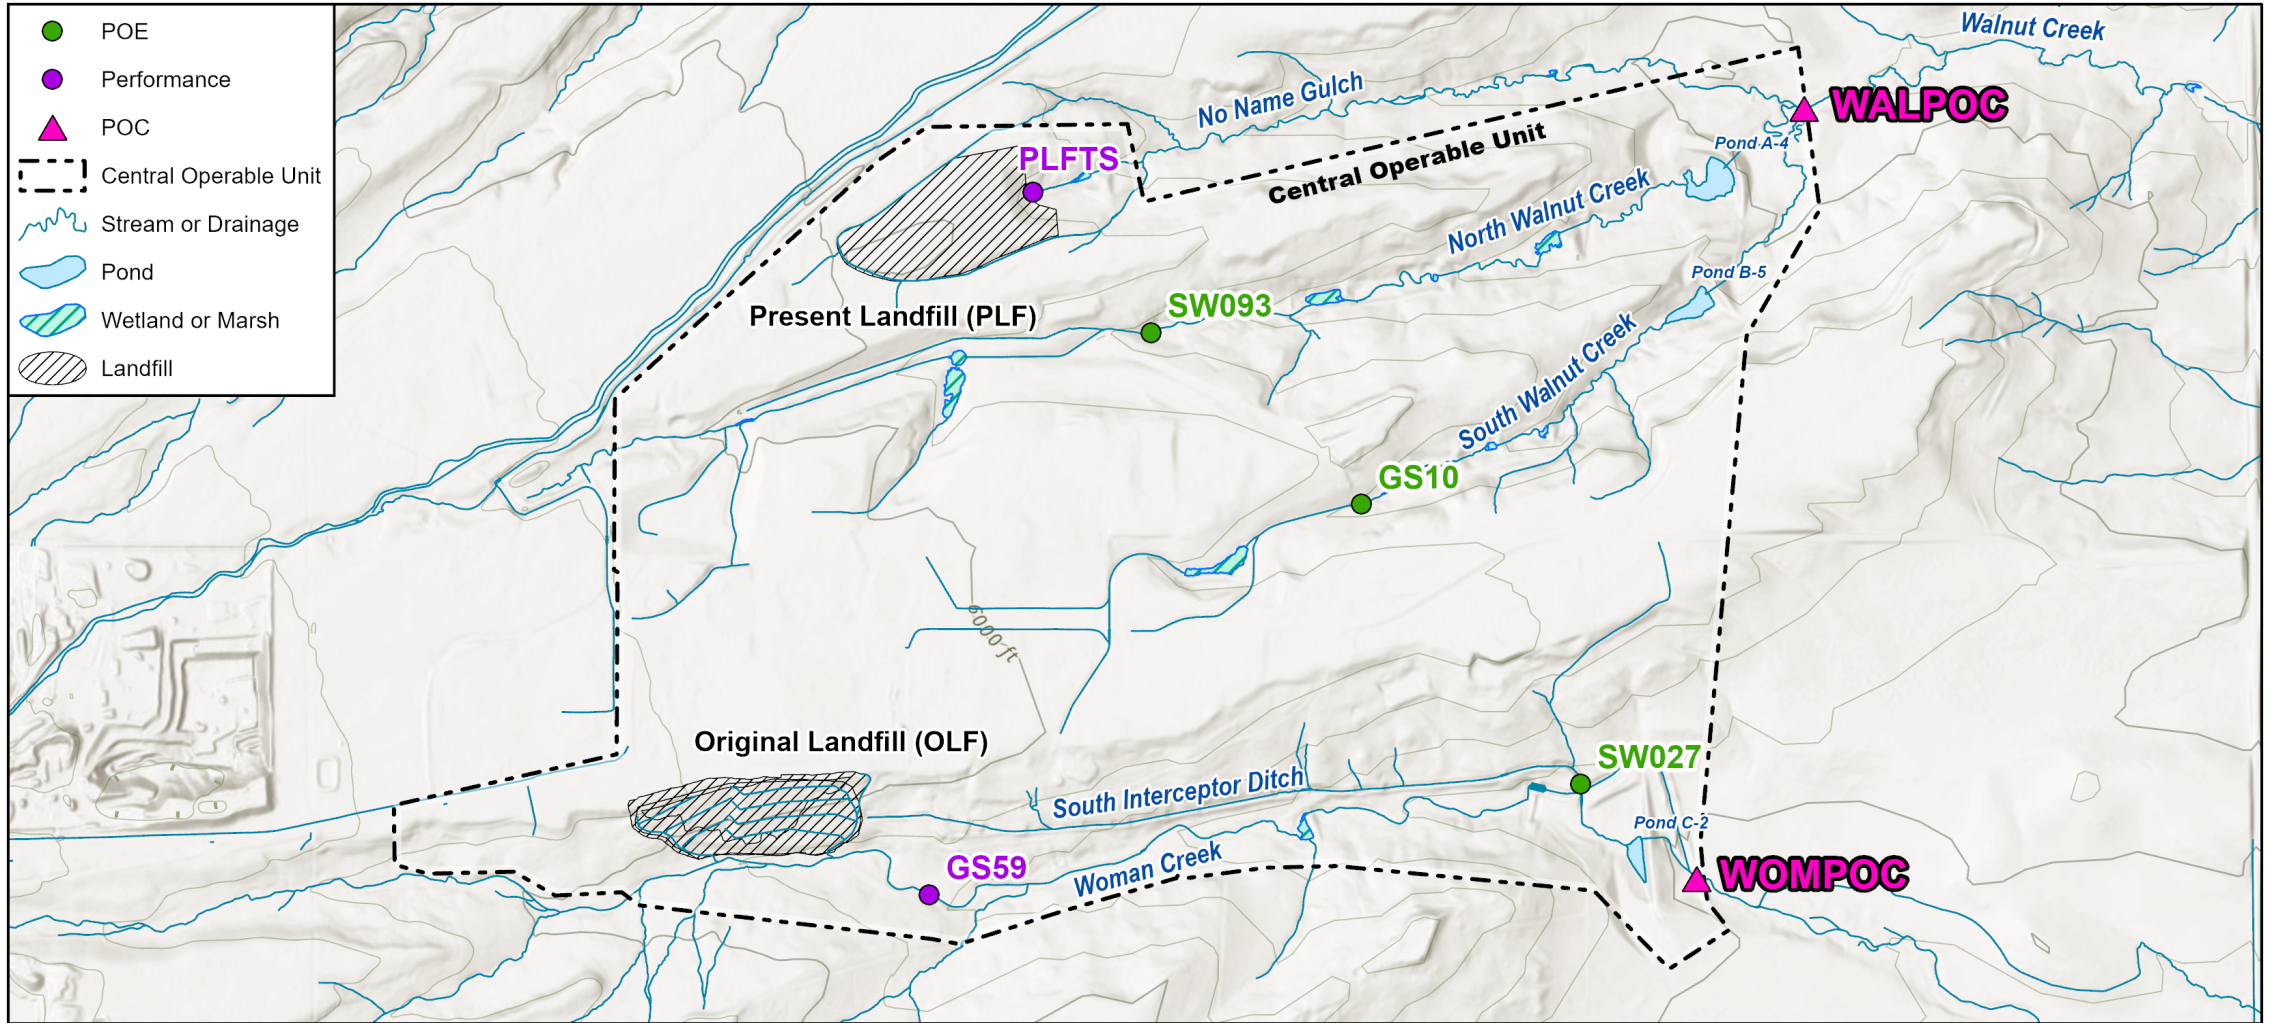 POE
Performance
POC
Central Operable Unit
Stream or Drainage
Pond
Wetland or Marsh
Landfill
Walnut Creek
No Name Gulch
WALPOC
Central Operable Unit
Pond A-4
PLFTS
North Walnut Creek
Pond B-5
SW093
Present Landfill (PLF)
South Walnut Creek
GS10
6000 ft
Original Landfill (OLF)
SW027
South Interceptor Ditch
Pond C-2
Woman Creek
GS59
WOMPOC